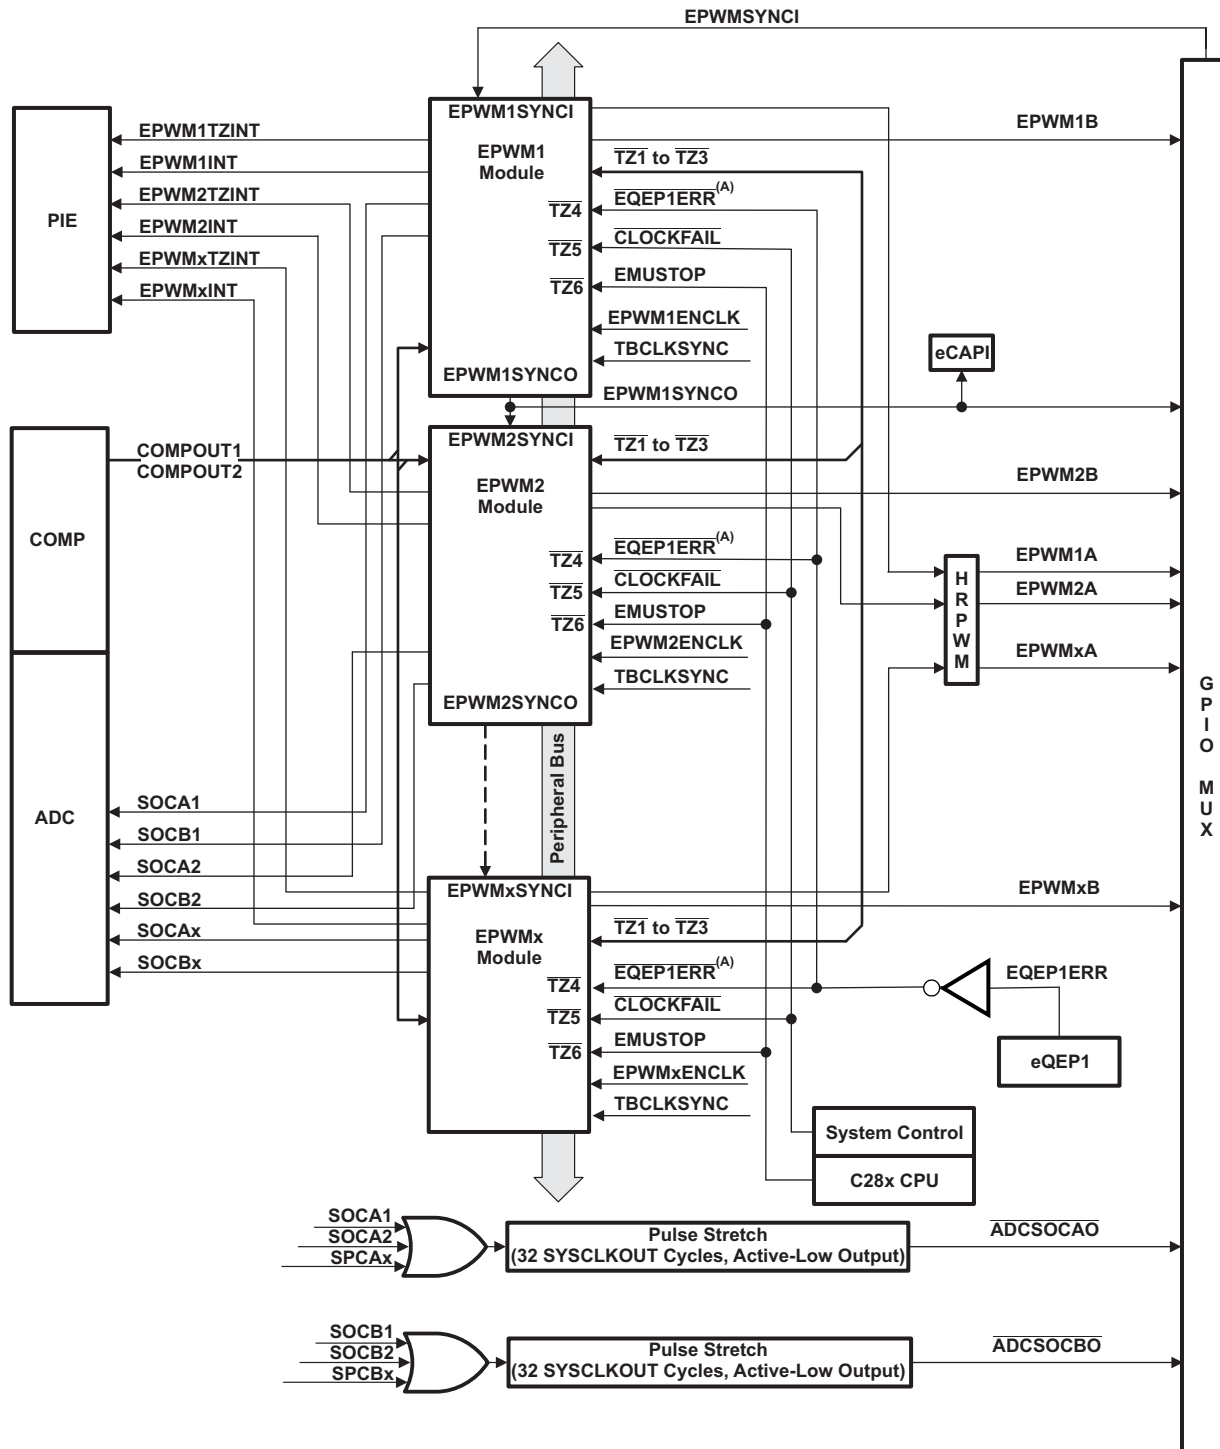 EPWMSYNCI
EPWM1SYNCI
EPWM1B
EPWM1TZINT
EPWM1
Module
TZ1 to TZ3
EPWM1INT
EPWM2TZINT
TZ4
EQEP1ERR(A)
PIE
EPWM2INT
TZ5
CLOCKFAIL
EPWMxTZINT
TZ6
EMUSTOP
EPWMxINT
EPWM1ENCLK
TBCLKSYNC
eCAPI
EPWM1SYNCO
EPWM1SYNCO
EPWM2SYNCI
TZ1 to TZ3
COMPOUT1
COMPOUT2
EPWM2B
EPWM2
Module
COMP
TZ4
EQEP1ERR(A)
TZ5
CLOCKFAIL
TZ6
EMUSTOP
EPWM2ENCLK
TBCLKSYNC
EPWM2SYNCO
HRPWM
EPWM1A
EPWM2A
EPWMxA
GPIO MUX
Peripheral Bus
ADC
SOCA1
SOCB1
SOCA2
SOCB2
SOCAx
SOCBx
EPWMxSYNCI
EPWMxB
TZ1 to TZ3
EPWMx
Module
TZ4
EQEP1ERR(A)
EQEP1ERR
TZ5
CLOCKFAIL
TZ6
EMUSTOP
eQEP1
EPWMxENCLK
TBCLKSYNC
System Control
C28x CPU
SOCA1
SOCA2
SPCAx
Pulse Stretch
(32 SYSCLKOUT Cycles, Active-Low Output)
ADCSOCAO
SOCB1
SOCB2
SPCBx
Pulse Stretch
(32 SYSCLKOUT Cycles, Active-Low Output)
ADCSOCBO